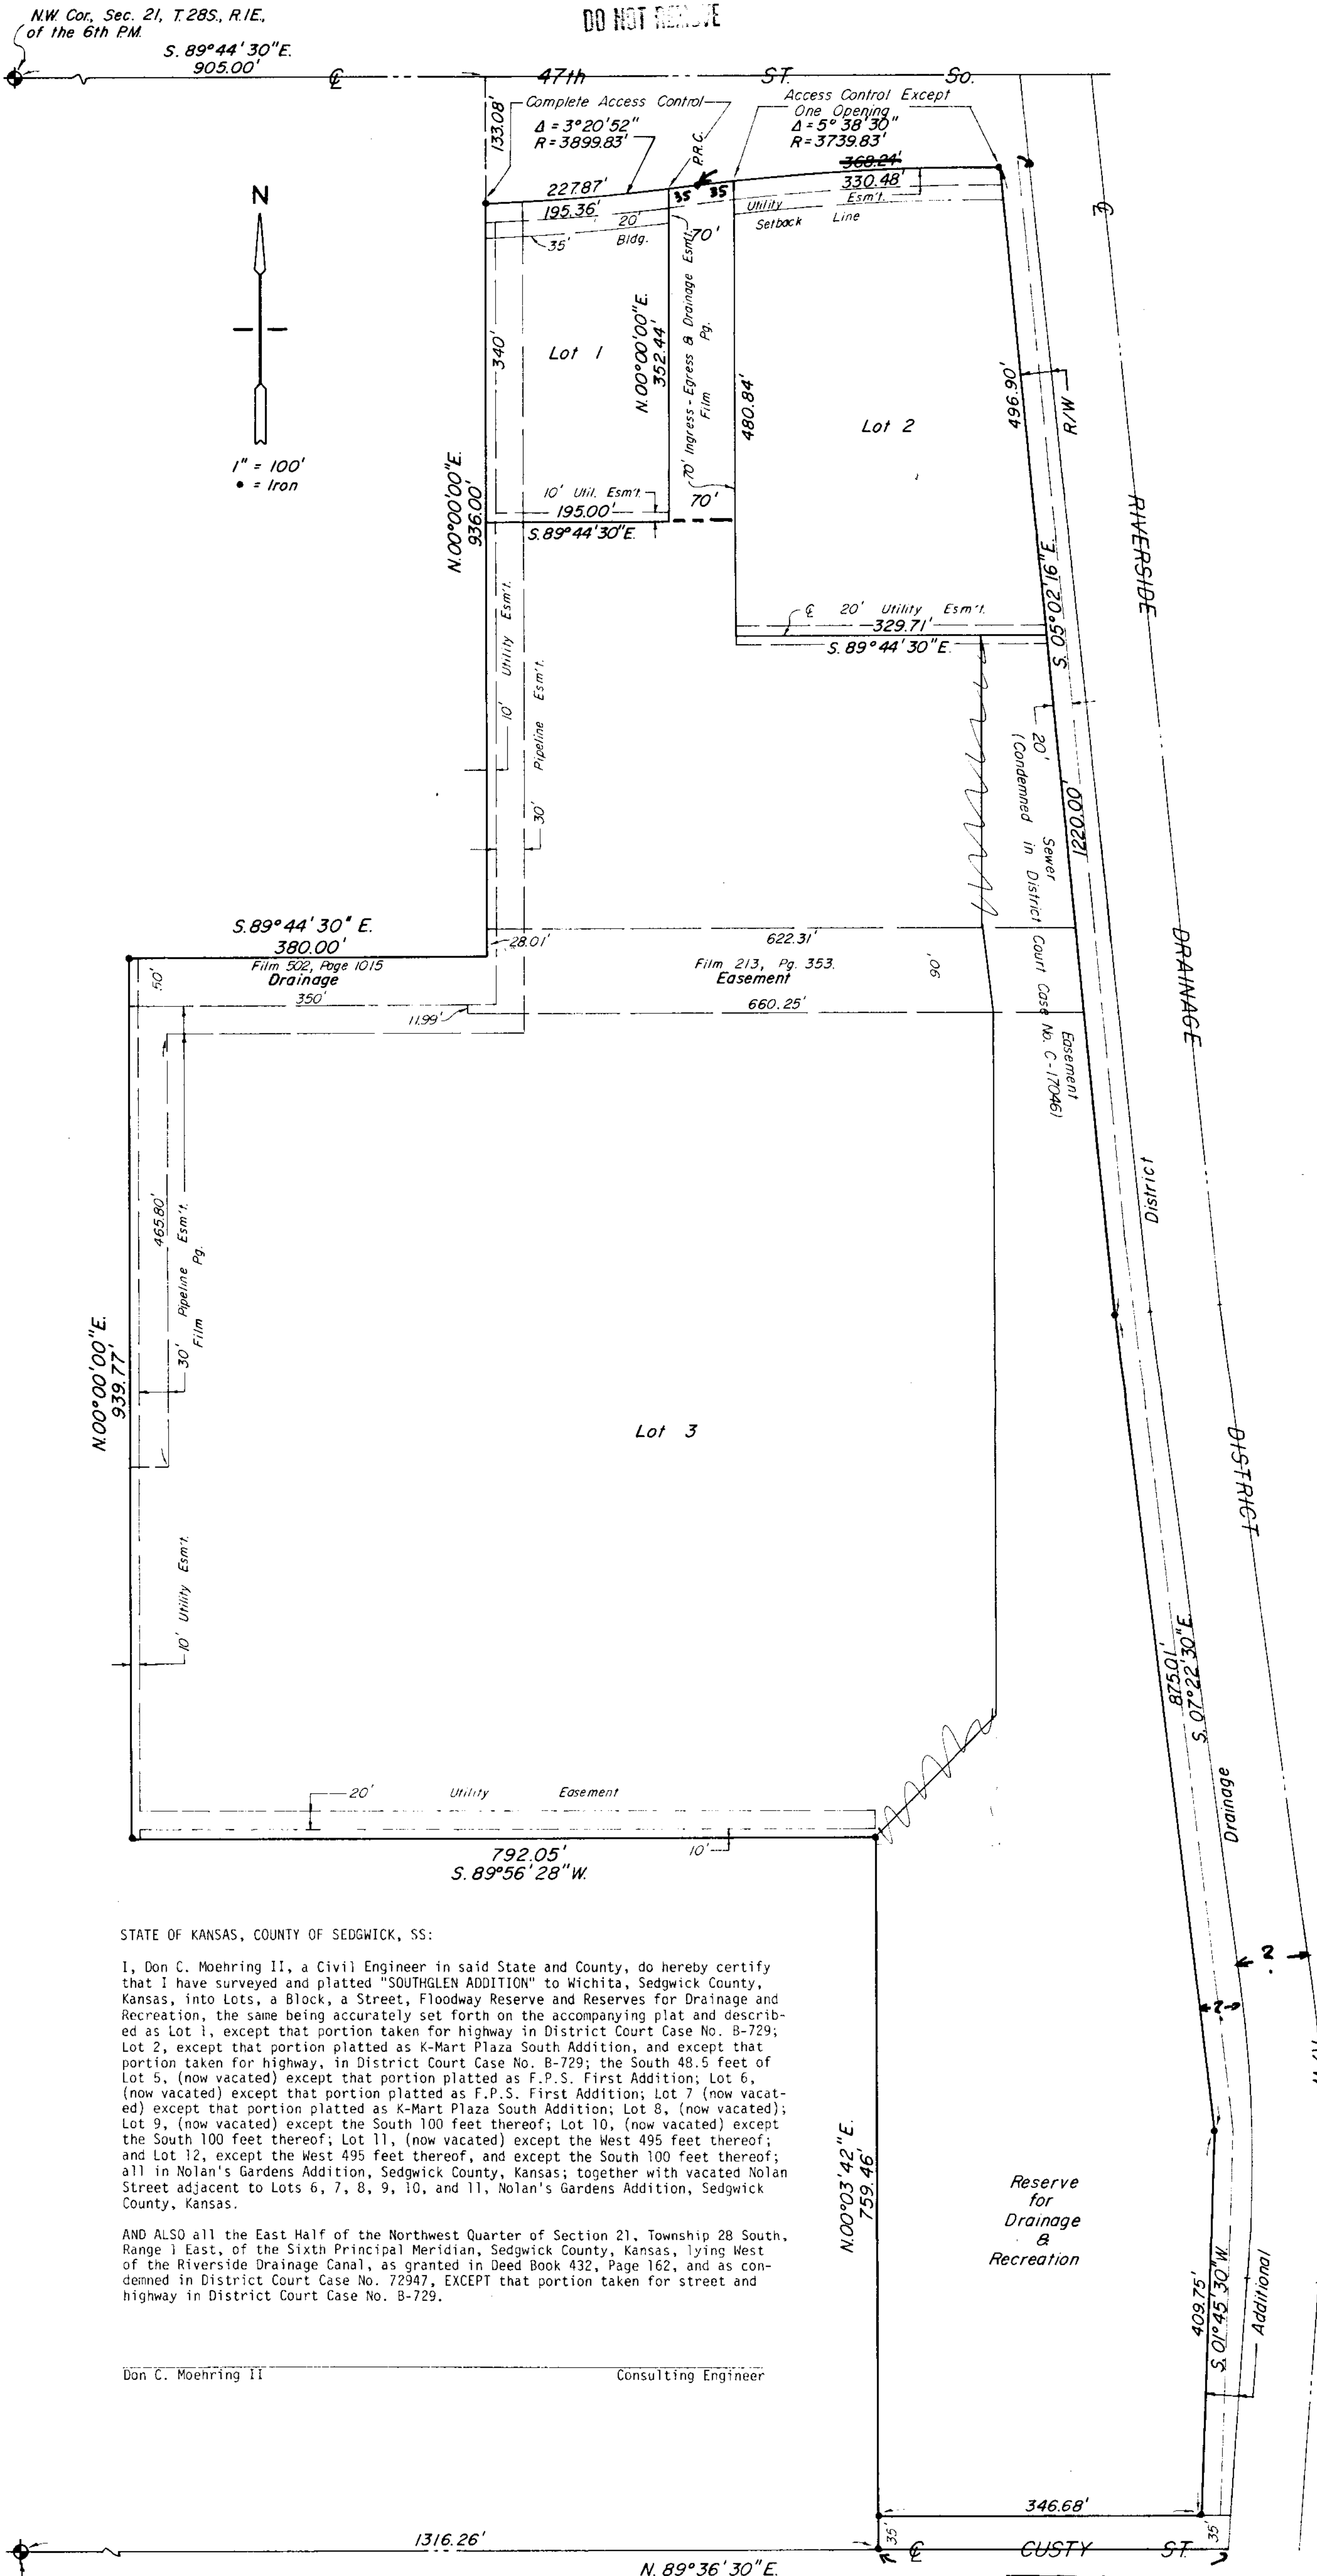 N.W. Cor., Sec. 21, T. 28S., R.1E.,
of the 6th P.M.
DO NOT REMOVE
S. 89°44'30"E.
905.00'
℄ 47th ST. So.
133.08'
Complete Access Control
Δ = 3°20'52"
R = 3899.83'
P.R.C.
Access Control Except
One Opening
Δ = 5°38'30"
R = 3739.83'
368.24'
227.87'
35 35
330.48'
195.36'
20'
Utility Esm't.
35'
Bldg.
70'
Setback Line
N
1" = 100'
• = Iron
340'
Lot 1
N.00°00'00"E.
352.44'
70' Ingress - Egress & Drainage Esmt.
Film Pg.
480.84'
Lot 2
496.90'
R/W
N.00°00'00"E.
936.00'
10' Util. Esm't.
195.00'
S.89°44'30"E.
70'
℄ 20' Utility Esm't.
329.71'
S. 89°44'30"E.
S. 05°02'16"E.
1220.00'
RIVERSIDE
DRAINAGE
DISTRICT
10' Utility Esm't.
30' Pipeline Esm't.
20' Sewer Easement
(Condemned in District Court Case No. C-17046)
S.89°44'30"E.
380.00'
28.01'
622.31'
Film 502, Page 1015
Drainage
50'
350'
Film 213, Pg. 353.
Easement
90'
11.99'
660.25'
District
465.80'
30' Pipeline Esm't.
Film Pg.
N.00°00'00"E.
939.77'
Lot 3
10' Utility Esm't.
875.01'
S. 07°22'30"E.
Drainage
20' Utility Easement
792.05'
S. 89°56'28"W.
10'
?
?
STATE OF KANSAS, COUNTY OF SEDGWICK, SS:
I, Don C. Moehring II, a Civil Engineer in said State and County, do hereby certify
that I have surveyed and platted "SOUTHGLEN ADDITION" to Wichita, Sedgwick County,
Kansas, into Lots, a Block, a Street, Floodway Reserve and Reserves for Drainage and
Recreation, the same being accurately set forth on the accompanying plat and describ-
ed as Lot 1, except that portion taken for highway in District Court Case No. B-729;
Lot 2, except that portion platted as K-Mart Plaza South Addition, and except that
portion taken for highway, in District Court Case No. B-729; the South 48.5 feet of
Lot 5, (now vacated) except that portion platted as F.P.S. First Addition; Lot 6,
(now vacated) except that portion platted as F.P.S. First Addition; Lot 7 (now vacat-
ed) except that portion platted as K-Mart Plaza South Addition; Lot 8, (now vacated);
Lot 9, (now vacated) except the South 100 feet thereof; Lot 10, (now vacated) except
the South 100 feet thereof; Lot 11, (now vacated) except the West 495 feet thereof;
and Lot 12, except the West 495 feet thereof, and except the South 100 feet thereof;
all in Nolan's Gardens Addition, Sedgwick County, Kansas; together with vacated Nolan
Street adjacent to Lots 6, 7, 8, 9, 10, and 11, Nolan's Gardens Addition, Sedgwick
County, Kansas.
AND ALSO all the East Half of the Northwest Quarter of Section 21, Township 28 South,
Range 1 East, of the Sixth Principal Meridian, Sedgwick County, Kansas, lying West
of the Riverside Drainage Canal, as granted in Deed Book 432, Page 162, and as con-
demned in District Court Case No. 72947, EXCEPT that portion taken for street and
highway in District Court Case No. B-729.
Don C. Moehring II Consulting Engineer
N.00°03'42"E.
759.46'
Reserve
for
Drainage
&
Recreation
409.75'
S. 01°45'30"W.
Additional
346.68'
35'
35'
1316.26'
℄ CUSTY ST.
N. 89°36'30"E.